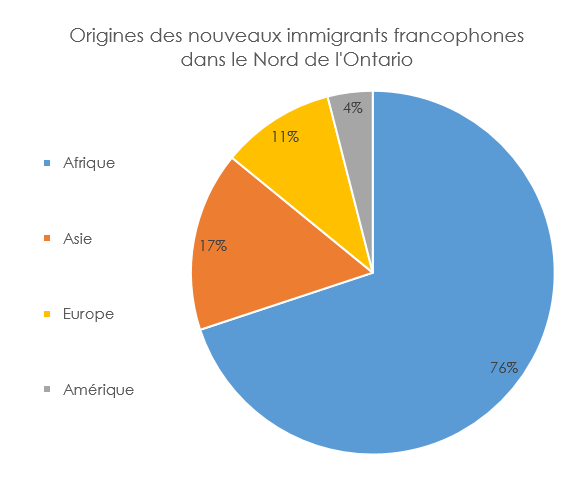 Origines des nouveaux immigrants francophones
dans le Nord de l'Ontario
4%
11%
Afrique
Asie
17%
Europe
76%
Amérique